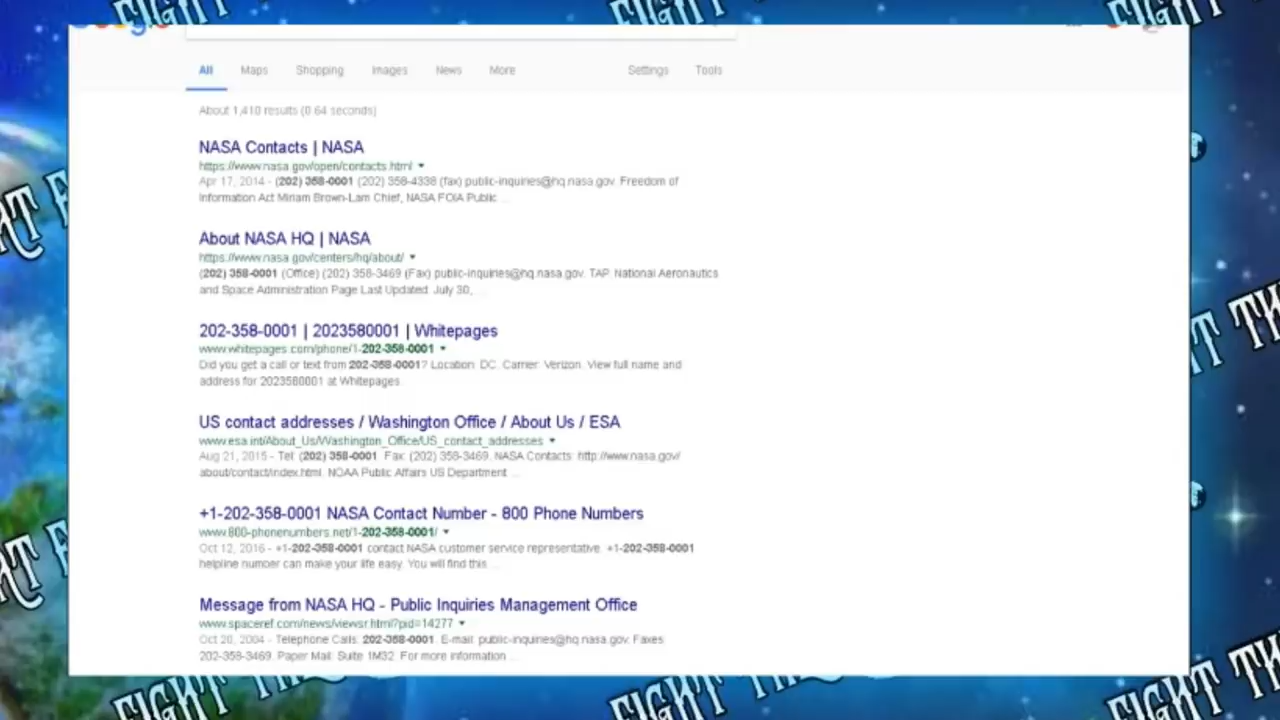 FIGHT TH
All Maps Shopping Images News More Settings Tools
About 1,410 results (0.64 seconds)
NASA Contacts | NASA
https://www.nasa.gov/open/contacts.html
Apr 17, 2014 - (202) 358-0001 (202) 358-4338 (fax) public-inquiries@hq.nasa.gov. Freedom of
Information Act Miriam Brown-Lam Chief, NASA FOIA Public ...
About NASA HQ | NASA
https://www.nasa.gov/centers/hq/about/
(202) 358-0001 (Office) (202) 358-3469 (Fax) public-inquiries@hq.nasa.gov. TAP. National Aeronautics
and Space Administration Page Last Updated: July 30, ...
202-358-0001 | 2023580001 | Whitepages
www.whitepages.com/phone/1-202-358-0001
Did you get a call or text from 202-358-0001? Location: DC. Carrier: Verizon. View full name and
address for 2023580001 at Whitepages.
US contact addresses / Washington Office / About Us / ESA
www.esa.int/About_Us/Washington_Office/US_contact_addresses
Aug 21, 2015 - Tel: (202) 358-0001. Fax: (202) 358-3469. NASA Contacts: http://www.nasa.gov/
about/contact/index.html. NOAA Public Affairs US Department ...
+1-202-358-0001 NASA Contact Number - 800 Phone Numbers
www.800-phonenumbers.net/1-202-358-0001/
Oct 12, 2016 - +1-202-358-0001 contact NASA customer service representative. +1-202-358-0001
helpline number can make your life easy. You will find this ...
Message from NASA HQ - Public Inquiries Management Office
www.spaceref.com/news/viewsr.html?pid=14277
Oct 20, 2004 - Telephone Calls: 202-358-0001. E-mail: public-inquiries@hq.nasa.gov. Faxes:
202-358-3469. Paper Mail: Suite 1M32. For more information ...
FIGHT TH